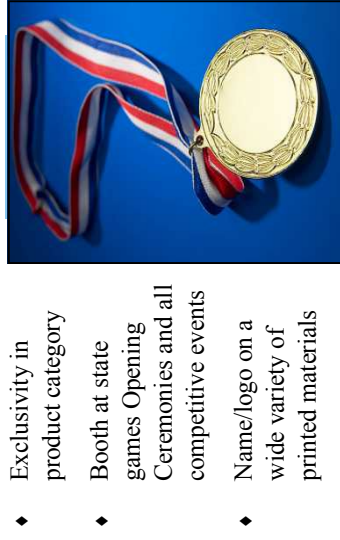 ♦ Exclusivity in
product category
♦ Booth at state
games Opening
Ceremonies and all
competitive events
♦ Name/logo on a
wide variety of
printed materials